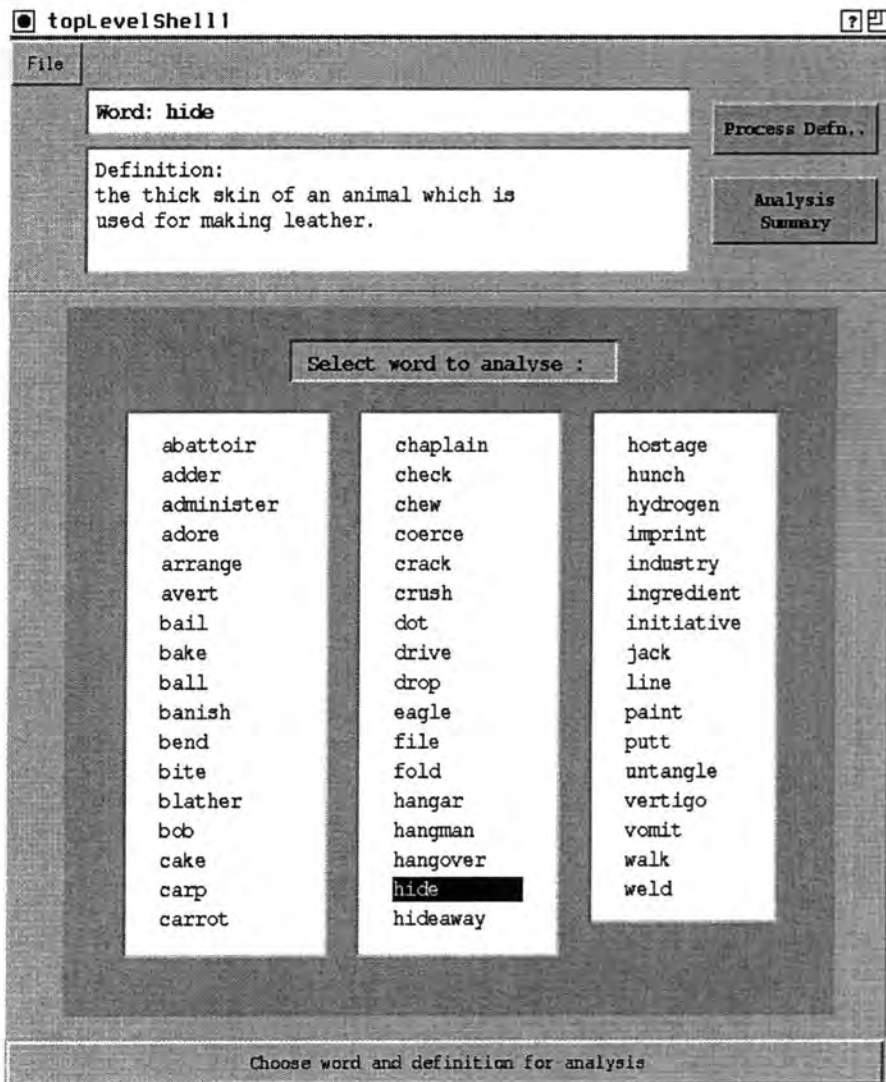 topLevelShell1
?
File
Word: hide
Process Defn..
Definition:
the thick skin of an animal which is
used for making leather.
Analysis
Summary
Select word to analyse :
abattoir
adder
administer
adore
arrange
avert
bail
bake
ball
banish
bend
bite
blather
bob
cake
carp
carrot
chaplain
check
chew
coerce
crack
crush
dot
drive
drop
eagle
file
fold
hangar
hangman
hangover
hide
hideaway
hostage
hunch
hydrogen
imprint
industry
ingredient
initiative
jack
line
paint
putt
untangle
vertigo
vomit
walk
weld
Choose word and definition for analysis